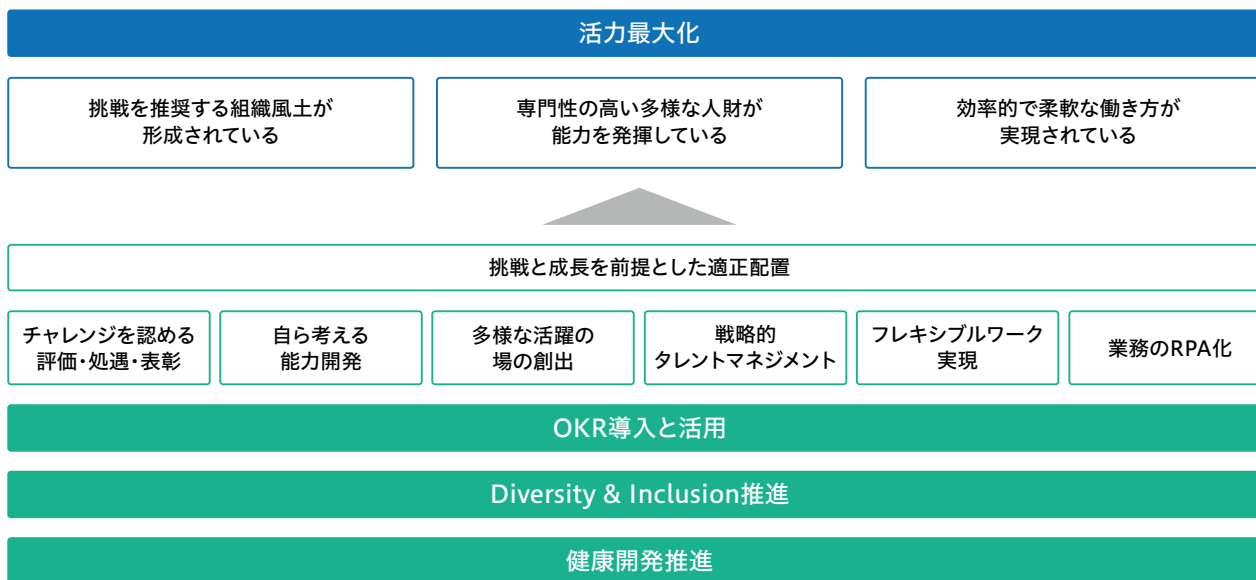 活力最大化
挑戦を推奨する組織風土が
形成されている
専門性の高い多様な人財が
能力を発揮している
効率的で柔軟な働き方が
実現されている
挑戦と成長を前提とした適正配置
チャレンジを認める
評価・処遇・表彰
自ら考える
能力開発
多様な活躍の
場の創出
戦略的
タレントマネジメント
フレキシブルワーク
実現
業務のRPA化
OKR導入と活用
Diversity & Inclusion推進
健康開発推進